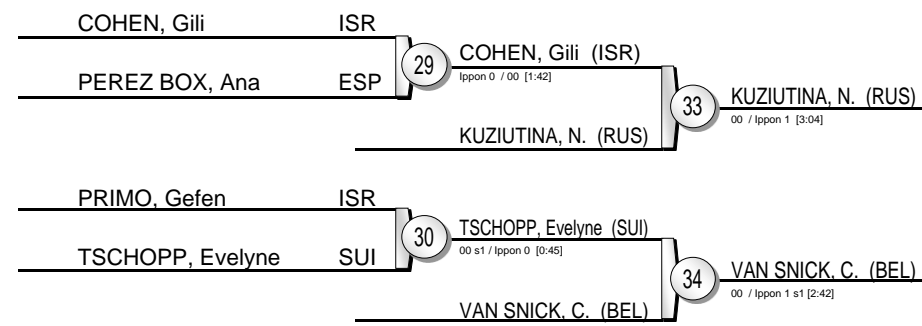 COHEN, Gili ISR
29
COHEN, Gili (ISR)
Ippon 0 / 00 [1:42]
PEREZ BOX, Ana ESP
33
KUZIUTINA, N. (RUS)
00 / Ippon 1 [3:04]
KUZIUTINA, N. (RUS)
PRIMO, Gefen ISR
30
TSCHOPP, Evelyne (SUI)
00 s1 / Ippon 0 [0:45]
TSCHOPP, Evelyne SUI
34
VAN SNICK, C. (BEL)
00 / Ippon 1 s1 [2:42]
VAN SNICK, C. (BEL)